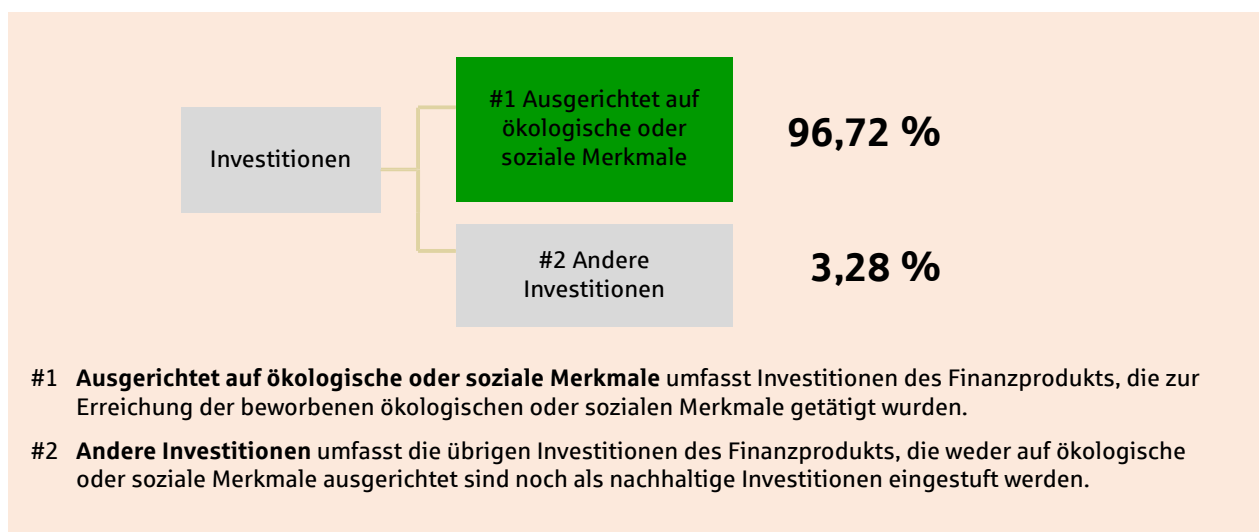 #1 Ausgerichtet auf
ökologische oder
soziale Merkmale
96,72 %
Investitionen
#2 Andere
Investitionen
3,28 %
#1 Ausgerichtet auf ökologische oder soziale Merkmale umfasst Investitionen des Finanzprodukts, die zur
Erreichung der beworbenen ökologischen oder sozialen Merkmale getätigt wurden.
#2 Andere Investitionen umfasst die übrigen Investitionen des Finanzprodukts, die weder auf ökologische
oder soziale Merkmale ausgerichtet sind noch als nachhaltige Investitionen eingestuft werden.